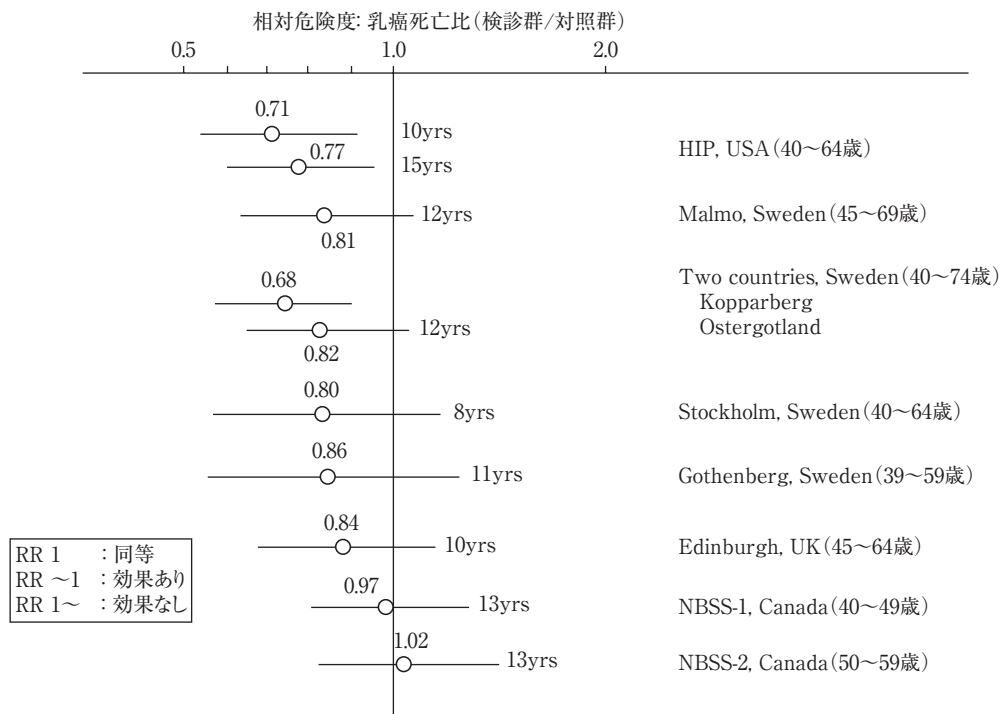 相対危険度: 乳癌死亡比(検診群/対照群)
0.5 1.0 2.0
0.71
10yrs
0.77
15yrs
HIP, USA(40～64歳)
12yrs
Malmo, Sweden(45～69歳)
0.81
0.68
Two countries, Sweden(40～74歳)
Kopparberg
12yrs
Ostergotland
0.82
0.80
8yrs
Stockholm, Sweden(40～64歳)
0.86
11yrs
Gothenberg, Sweden(39～59歳)
0.84
10yrs
Edinburgh, UK(45～64歳)
RR 1 : 同等
RR ～1 : 効果あり
RR 1～ : 効果なし
0.97
13yrs
NBSS-1, Canada(40～49歳)
1.02
13yrs
NBSS-2, Canada(50～59歳)